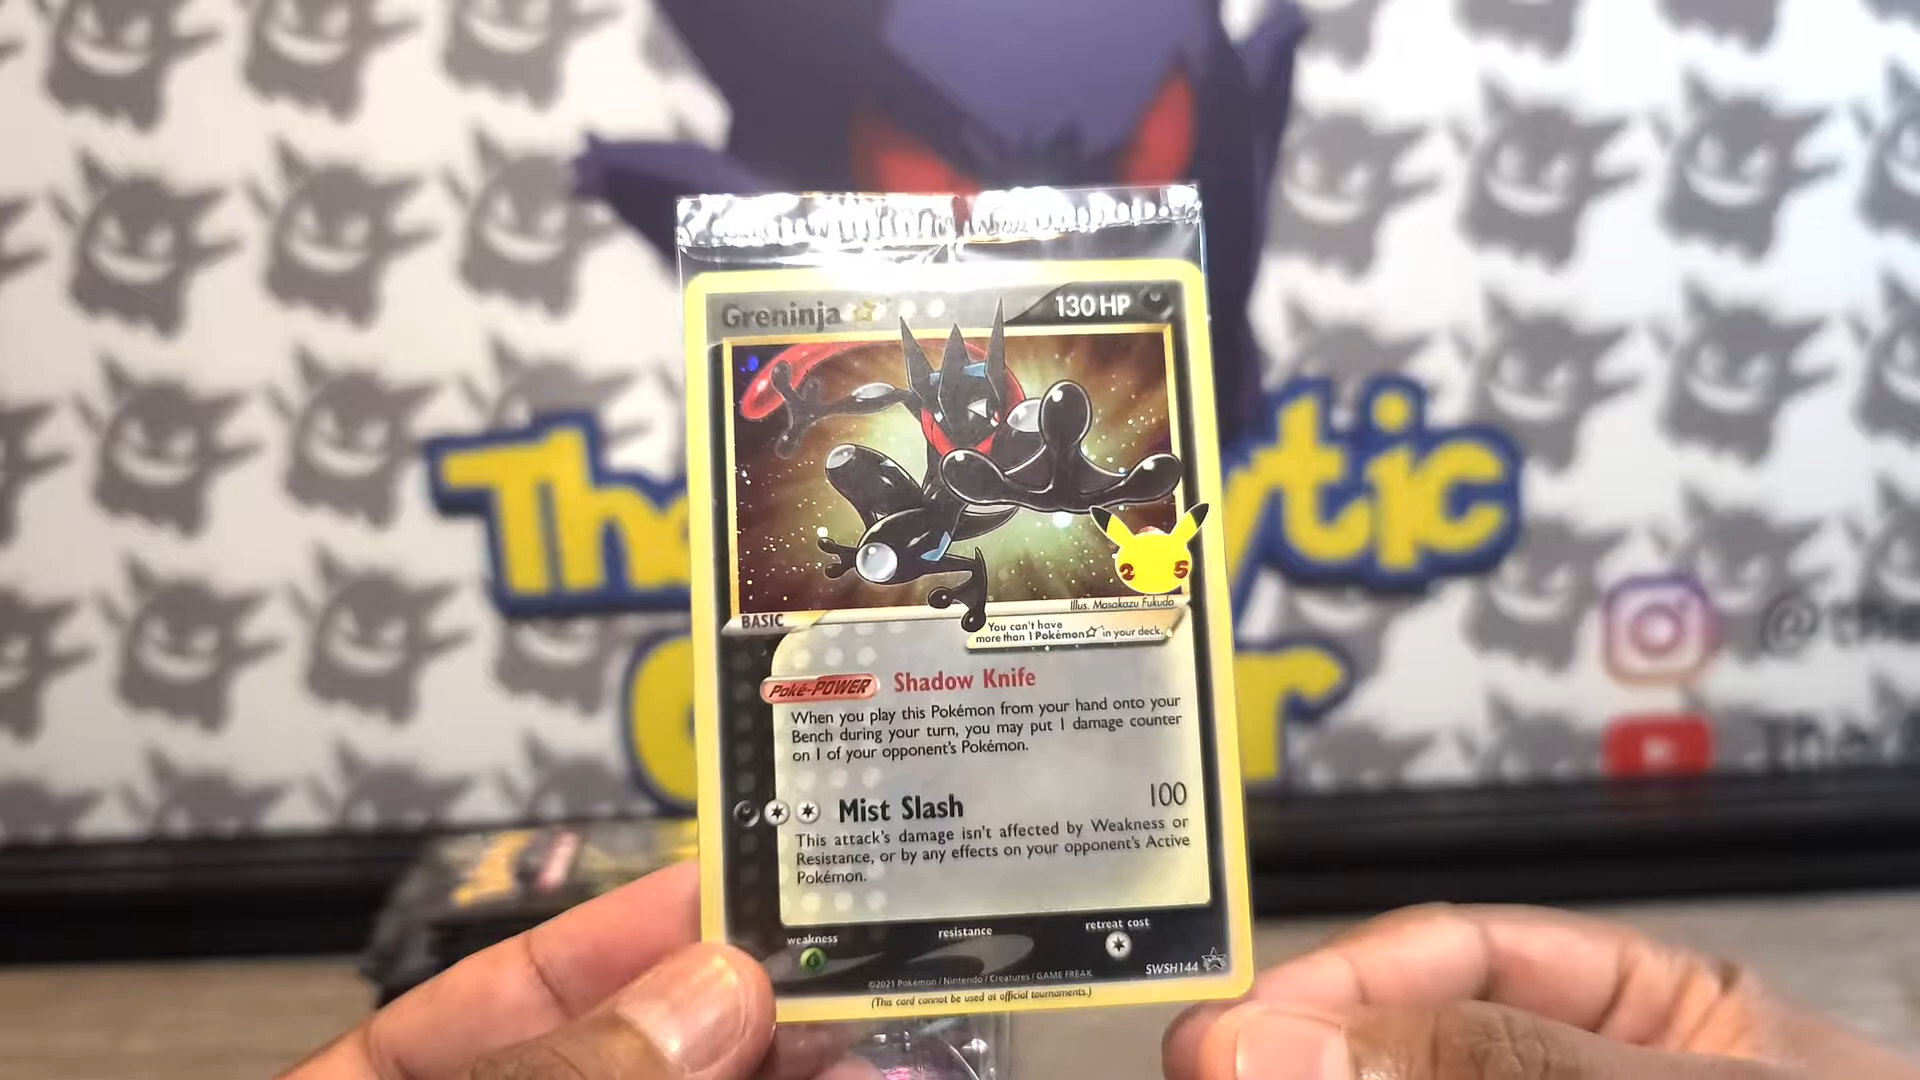 Greninja ☆
130 HP
2 5
Illus. Masakazu Fukuda
BASIC
You can't have
more than 1 Pokémon☆ in your deck.
Poké-POWER Shadow Knife
When you play this Pokémon from your hand onto your
Bench during your turn, you may put 1 damage counter
on 1 of your opponent's Pokémon.
Mist Slash 100
This attack's damage isn't affected by Weakness or
Resistance, or by any effects on your opponent's Active
Pokémon.
weakness resistance retreat cost
SWSH144
©2021 Pokémon / Nintendo / Creatures / GAME FREAK
(This card cannot be used at official tournaments.)